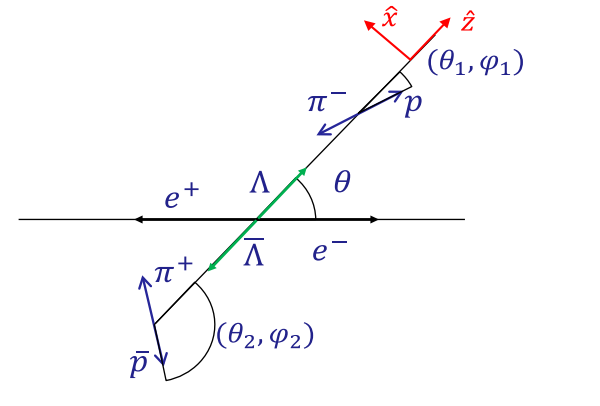 x̂
ẑ
(θ₁, φ₁)
π⁻
p
Λ
θ
e⁺
Λ̅
e⁻
π⁺
(θ₂, φ₂)
p̄